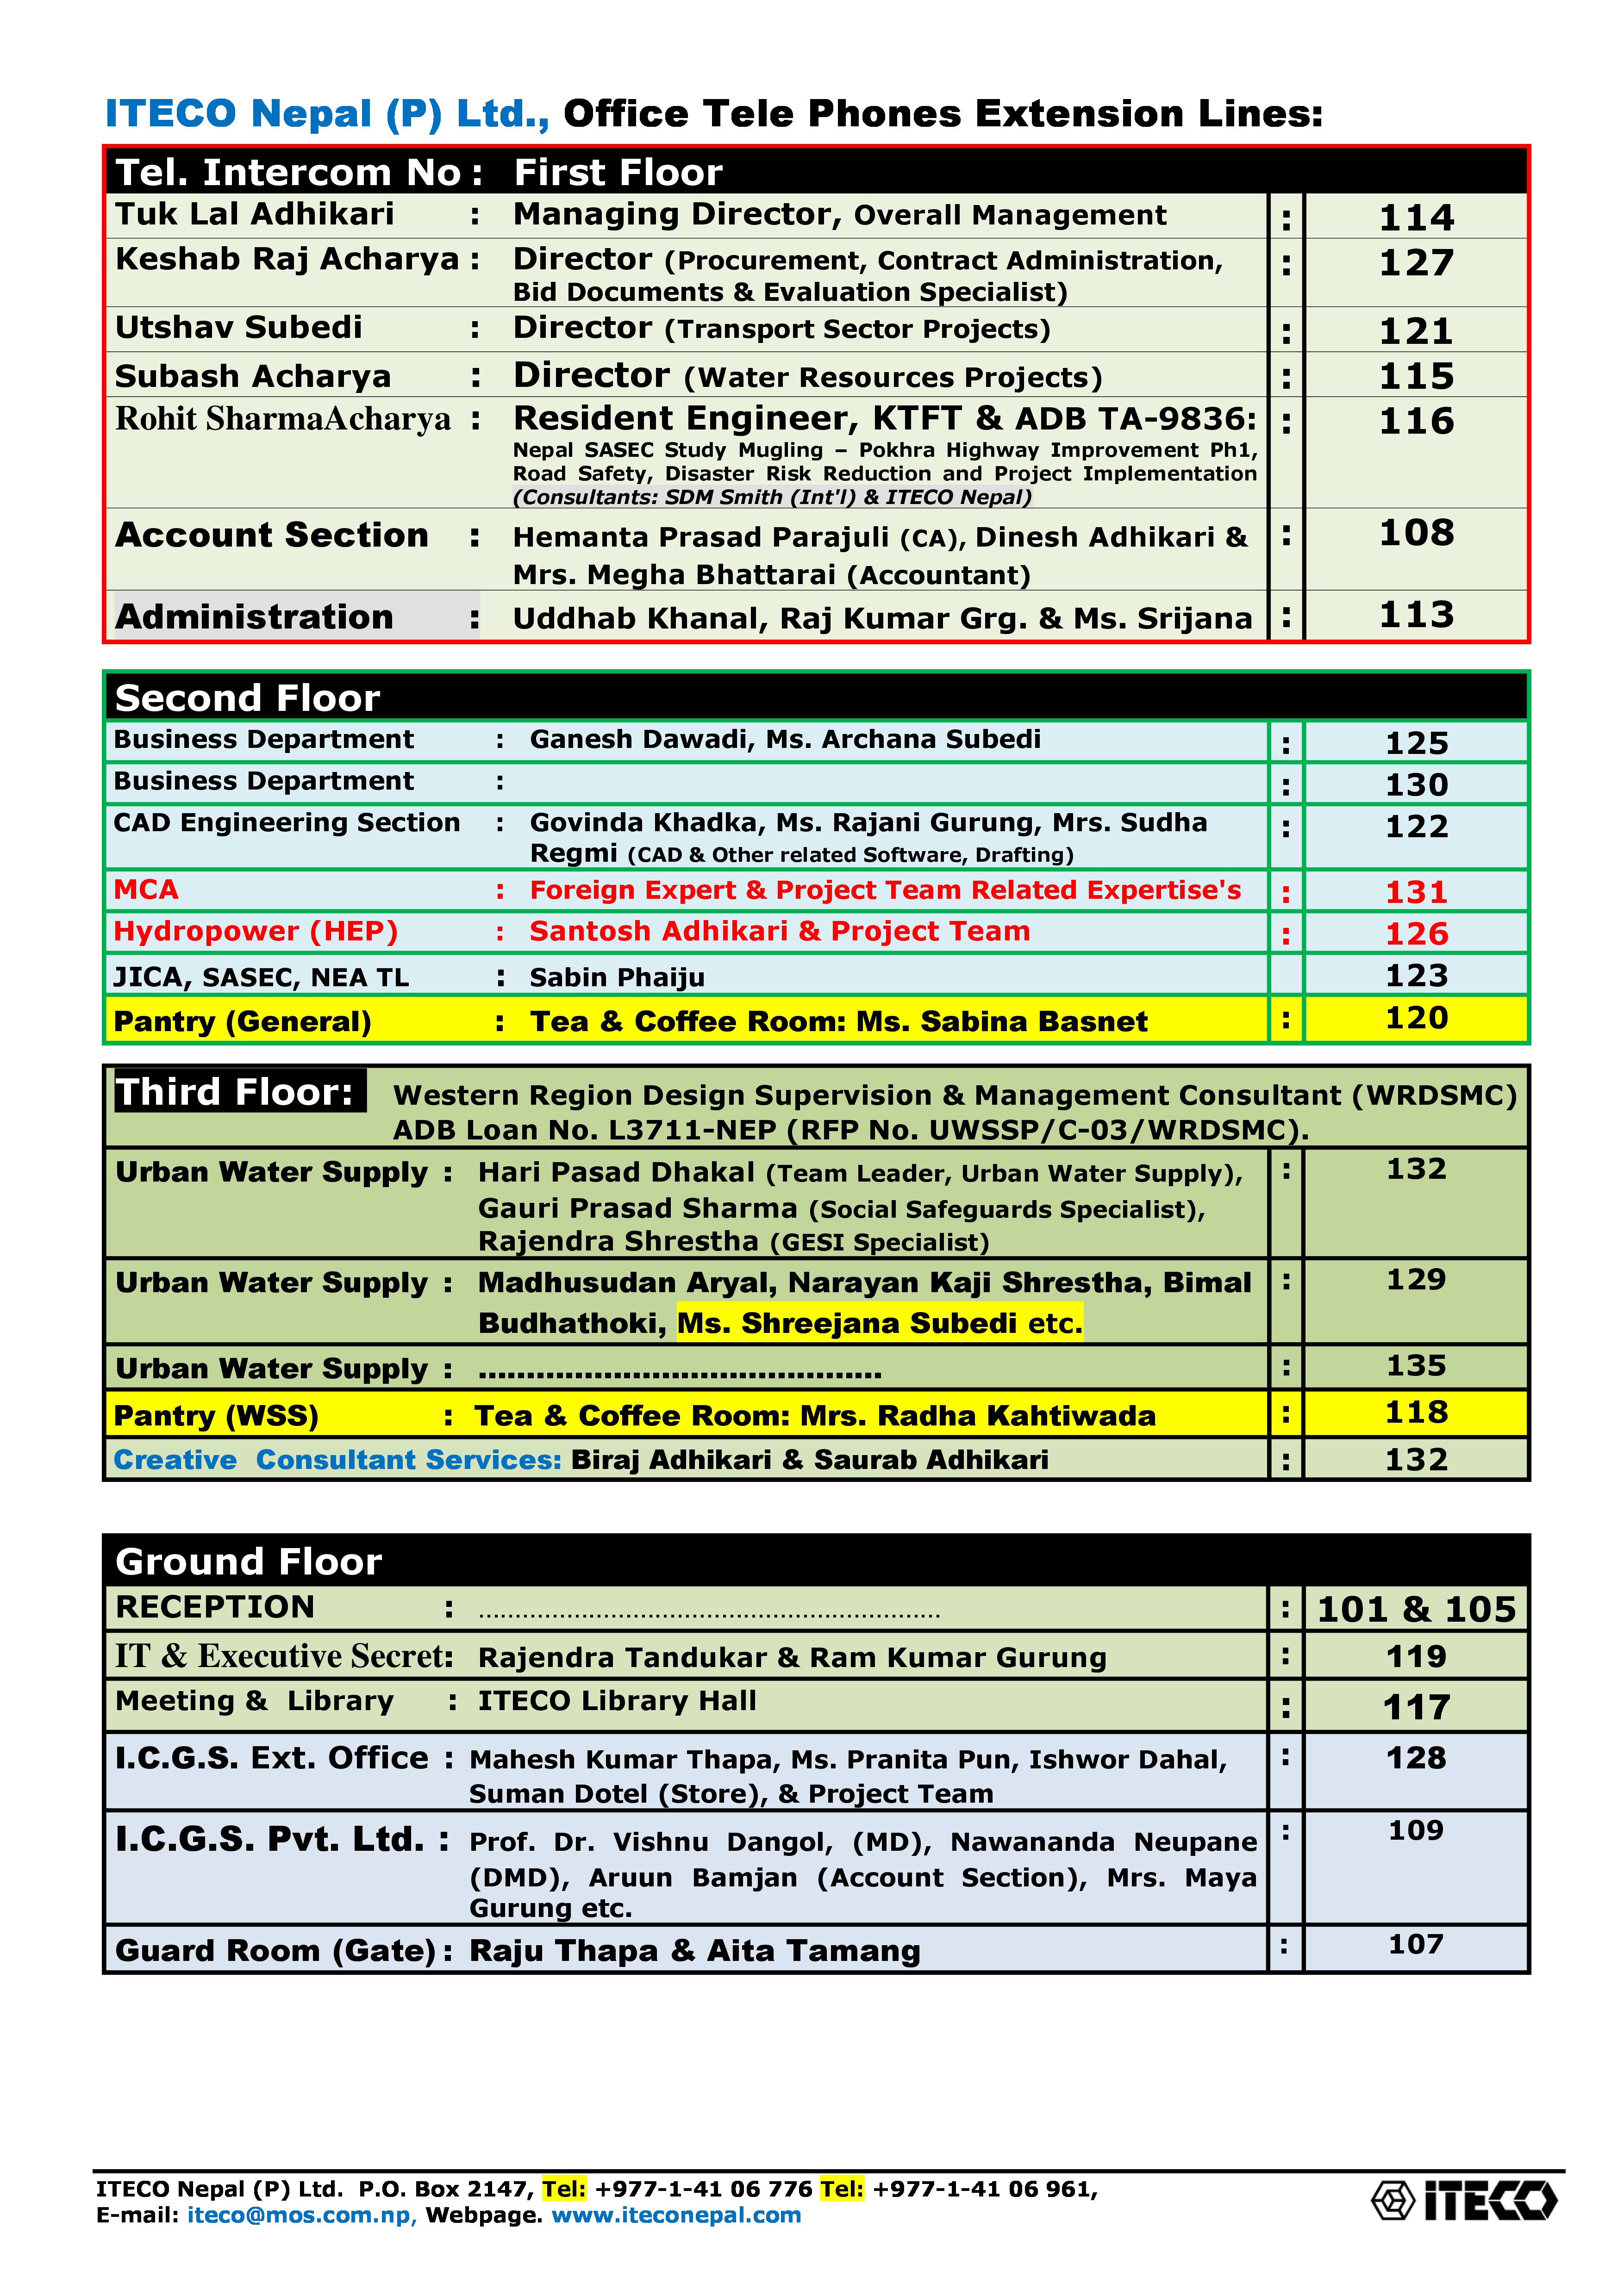 ITECO Nepal (P) Ltd., Office Tele Phones Extension Lines:
Tel. Intercom No : First Floor
Tuk Lal Adhikari : Managing Director, Overall Management : 114
Keshab Raj Acharya : Director (Procurement, Contract Administration, : 127
Bid Documents & Evaluation Specialist)
Utshav Subedi : Director (Transport Sector Projects) : 121
Subash Acharya : Director (Water Resources Projects) : 115
Rohit SharmaAcharya : Resident Engineer, KTFT & ADB TA-9836: : 116
Nepal SASEC Study Mugling – Pokhra Highway Improvement Ph1,
Road Safety, Disaster Risk Reduction and Project Implementation
(Consultants: SDM Smith (Int'l) & ITECO Nepal)
Account Section : Hemanta Prasad Parajuli (CA), Dinesh Adhikari & : 108
Mrs. Megha Bhattarai (Accountant)
Administration : Uddhab Khanal, Raj Kumar Grg. & Ms. Srijana : 113
Second Floor
Business Department : Ganesh Dawadi, Ms. Archana Subedi : 125
Business Department : : 130
CAD Engineering Section : Govinda Khadka, Ms. Rajani Gurung, Mrs. Sudha : 122
Regmi (CAD & Other related Software, Drafting)
MCA : Foreign Expert & Project Team Related Expertise's : 131
Hydropower (HEP) : Santosh Adhikari & Project Team : 126
JICA, SASEC, NEA TL : Sabin Phaiju 123
Pantry (General) : Tea & Coffee Room: Ms. Sabina Basnet : 120
Third Floor: Western Region Design Supervision & Management Consultant (WRDSMC)
ADB Loan No. L3711-NEP (RFP No. UWSSP/C-03/WRDSMC).
Urban Water Supply : Hari Pasad Dhakal (Team Leader, Urban Water Supply), : 132
Gauri Prasad Sharma (Social Safeguards Specialist),
Rajendra Shrestha (GESI Specialist)
Urban Water Supply : Madhusudan Aryal, Narayan Kaji Shrestha, Bimal : 129
Budhathoki, Ms. Shreejana Subedi etc.
Urban Water Supply : .......................................... : 135
Pantry (WSS) : Tea & Coffee Room: Mrs. Radha Kahtiwada : 118
Creative Consultant Services: Biraj Adhikari & Saurab Adhikari : 132
Ground Floor
RECEPTION : ............................................................... : 101 & 105
IT & Executive Secret: Rajendra Tandukar & Ram Kumar Gurung : 119
Meeting & Library : ITECO Library Hall : 117
I.C.G.S. Ext. Office : Mahesh Kumar Thapa, Ms. Pranita Pun, Ishwor Dahal, : 128
Suman Dotel (Store), & Project Team
I.C.G.S. Pvt. Ltd. : Prof. Dr. Vishnu Dangol, (MD), Nawananda Neupane : 109
(DMD), Aruun Bamjan (Account Section), Mrs. Maya
Gurung etc.
Guard Room (Gate) : Raju Thapa & Aita Tamang : 107
ITECO Nepal (P) Ltd. P.O. Box 2147, Tel: +977-1-41 06 776 Tel: +977-1-41 06 961,
E-mail: iteco@mos.com.np, Webpage. www.iteconepal.com
ITECO